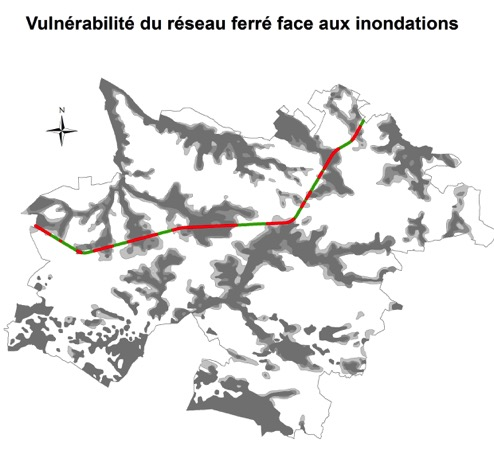 Vulnérabilité du réseau ferré face aux inondations
N